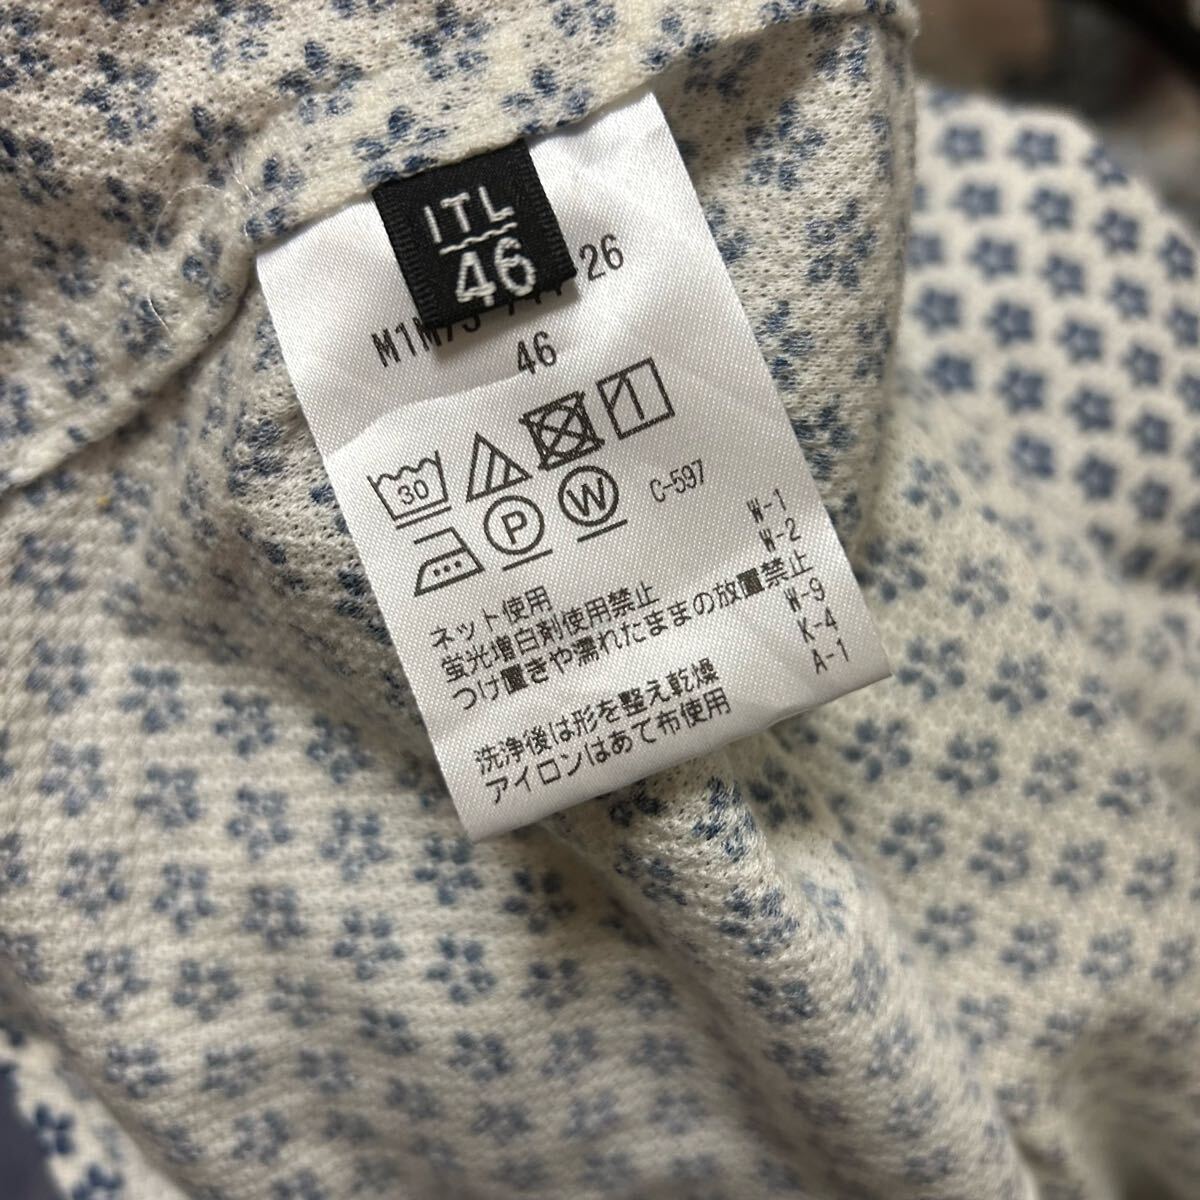 ITL
46
26
46
30
P
W
C-597
W-1
W-2
W-9
K-4
A-1
ネット使用
蛍光増白剤使用禁止
つけ置きや濡れたままの放置禁止
洗浄後は形を整え乾燥
アイロンはあて布使用